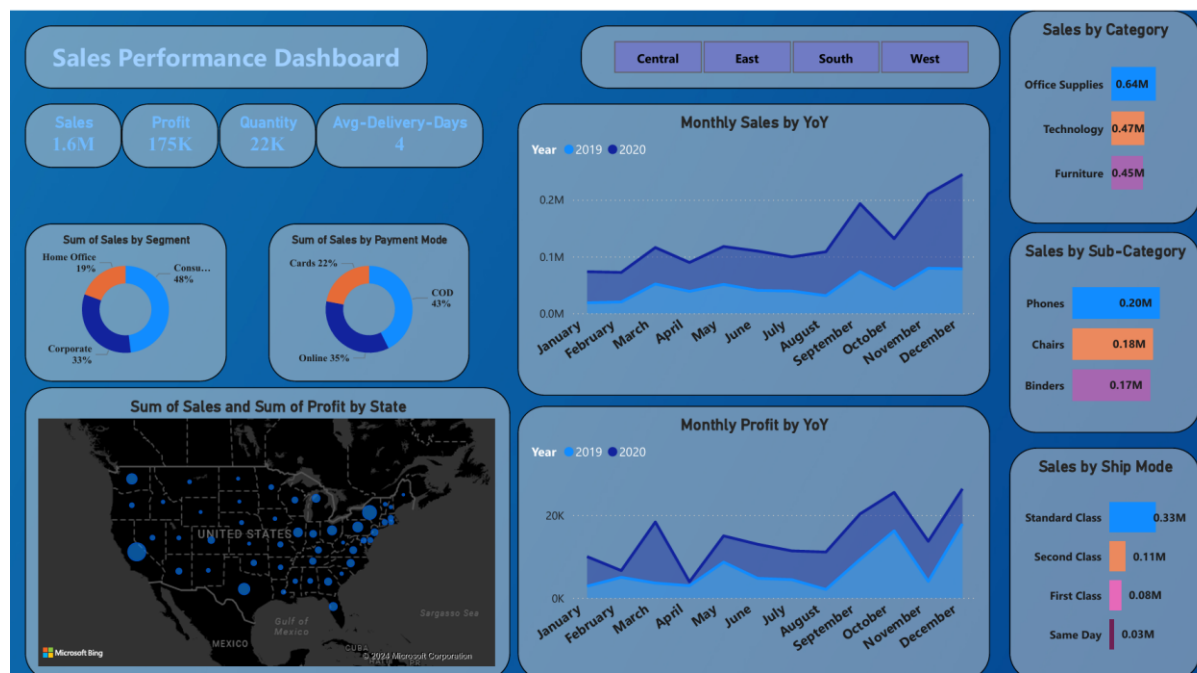 Sales Performance Dashboard
Central East South West
Sales Profit Quantity Avg-Delivery-Days
1.6M 175K 22K 4
Sum of Sales by Segment
Home Office
19%
Consu...
48%
Corporate
33%
Sum of Sales by Payment Mode
Cards 22%
COD
43%
Online 35%
Sum of Sales and Sum of Profit by State
UNITED STATES
Sargasso Sea
Gulf of
Mexico
MEXICO
CUBA
Microsoft Bing
© 2024 Microsoft Corporation
Monthly Sales by YoY
Year 2019 2020
0.2M
0.1M
0.0M
January February March April May June July August September October November December
Monthly Profit by YoY
Year 2019 2020
20K
0K
January February March April May June July August September October November December
Sales by Category
Office Supplies 0.64M
Technology 0.47M
Furniture 0.45M
Sales by Sub-Category
Phones 0.20M
Chairs 0.18M
Binders 0.17M
Sales by Ship Mode
Standard Class 0.33M
Second Class 0.11M
First Class 0.08M
Same Day 0.03M